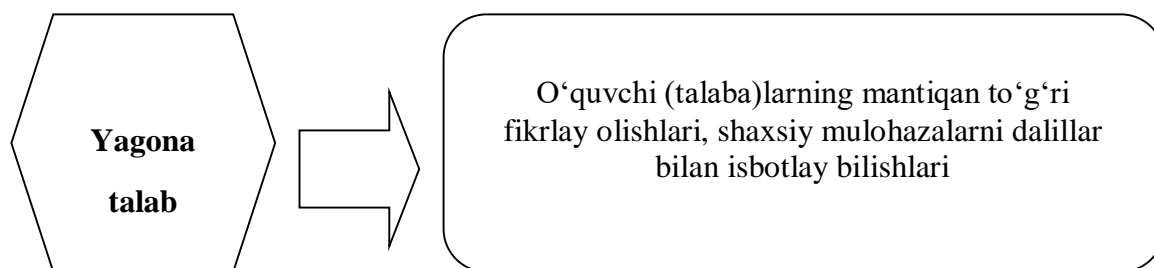 Yagona
talab
O‘quvchi (talaba)larning mantiqan to‘g‘ri
fikrlay olishlari, shaxsiy mulohazalarni dalillar
bilan isbotlay bilishlari